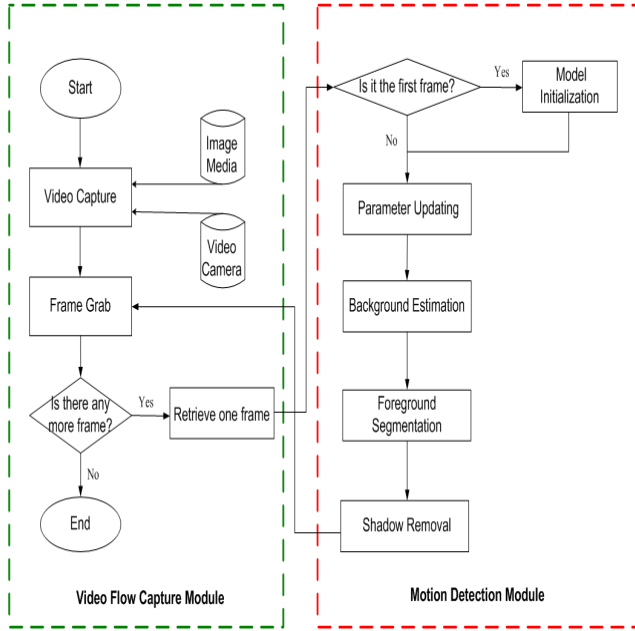 Start
Image
Media
Video Capture
Video
Camera
Frame Grab
Is there any
more frame?
Yes
Retrieve one frame
No
End
Video Flow Capture Module
Is it the first frame?
Yes
Model
Initialization
No
Parameter Updating
Background Estimation
Foreground
Segmentation
Shadow Removal
Motion Detection Module